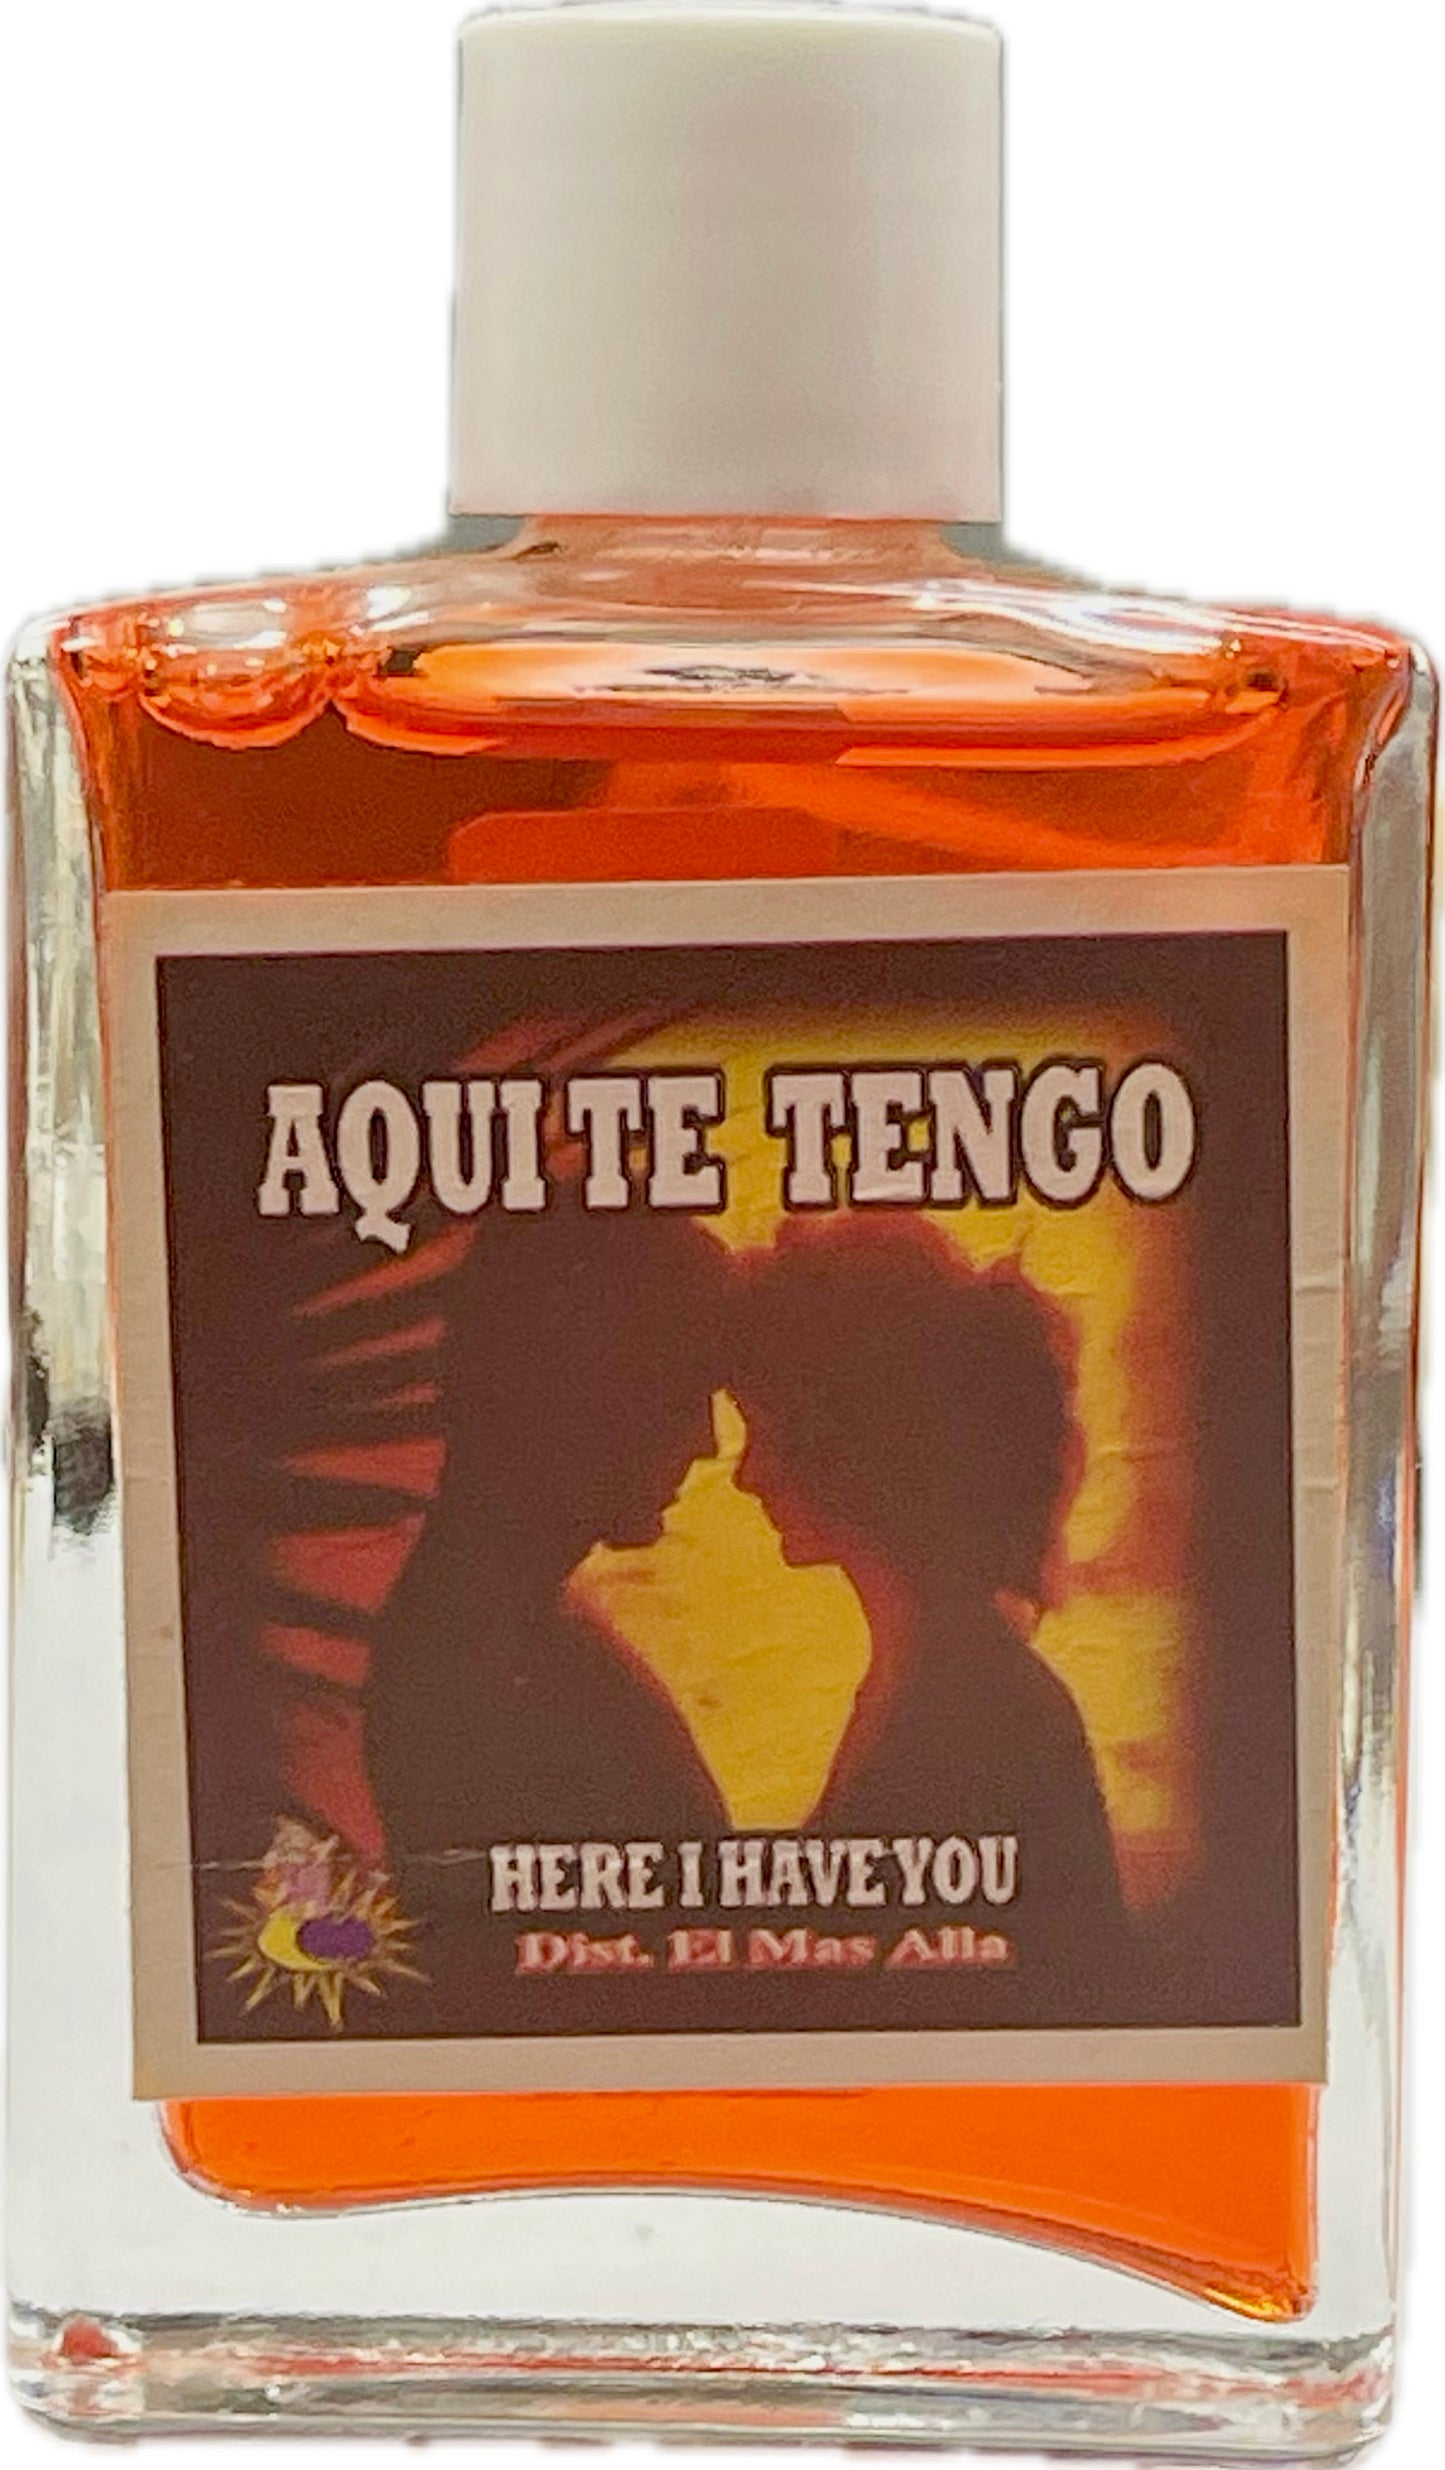 AQUI TE TENGO
HERE I HAVE YOU
Dist. El Mas Alla